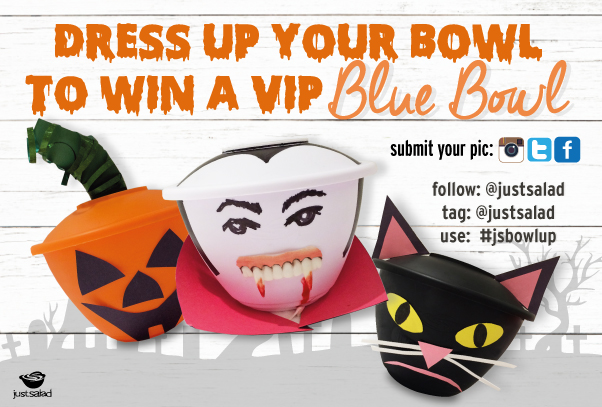 DRESS UP YOUR BOWL
TO WIN A VIP Blue Bowl
submit your pic:
follow: @justsalad
tag: @justsalad
use: #jsbowlup
just salad